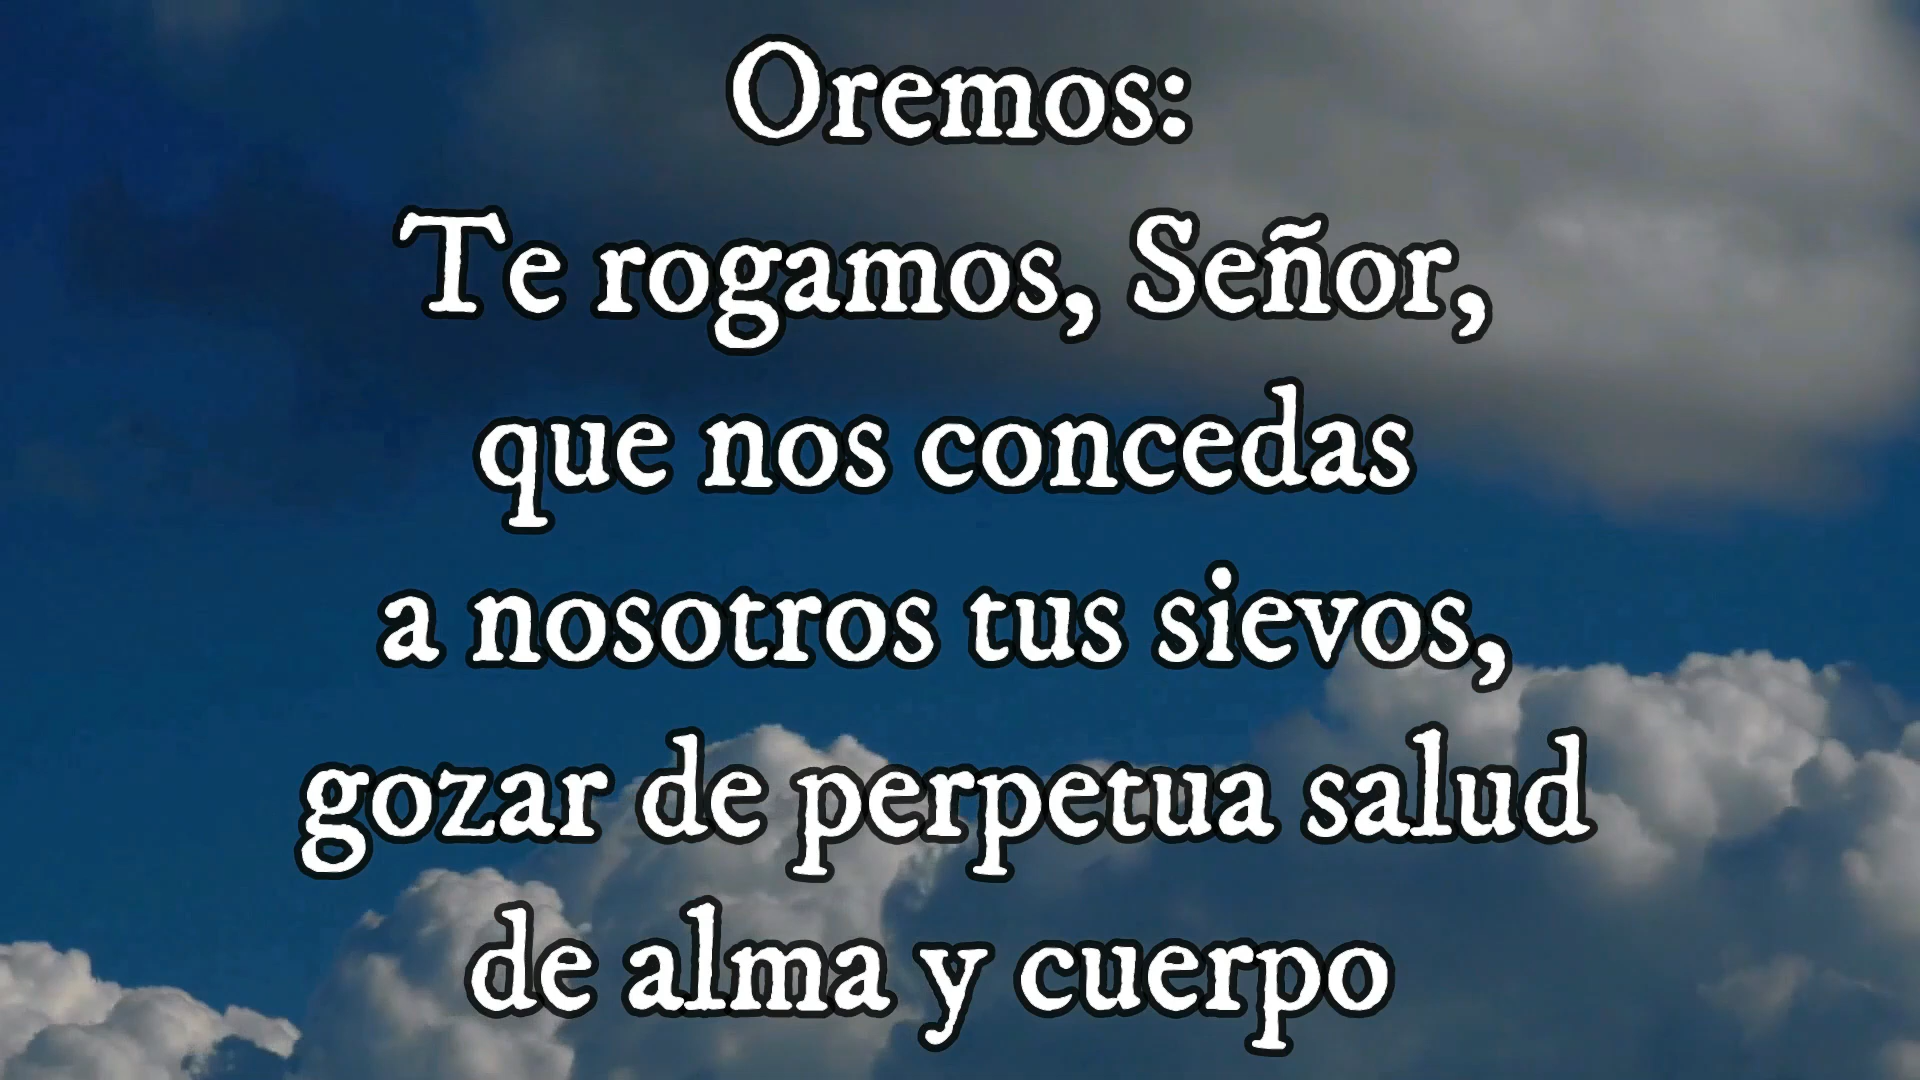 Oremos:
Te rogamos, Señor,
que nos concedas
a nosotros tus sievos,
gozar de perpetua salud
de alma y cuerpo